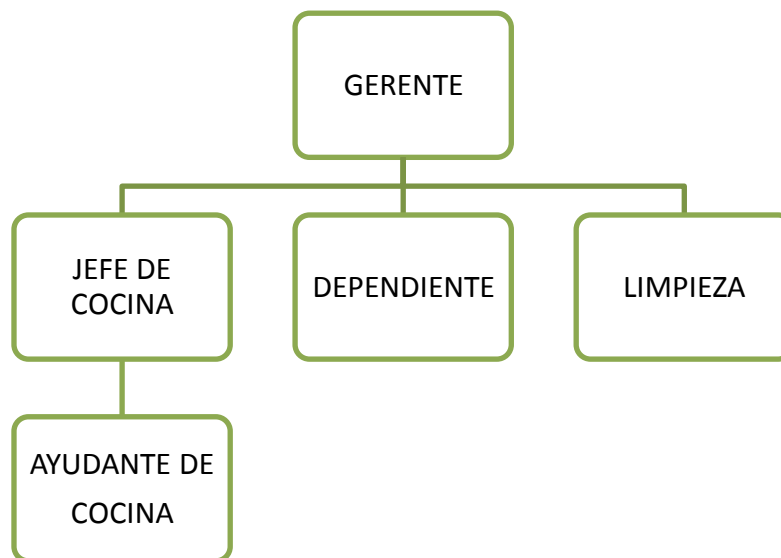 GERENTE
JEFE DE
COCINA
DEPENDIENTE
LIMPIEZA
AYUDANTE DE
COCINA